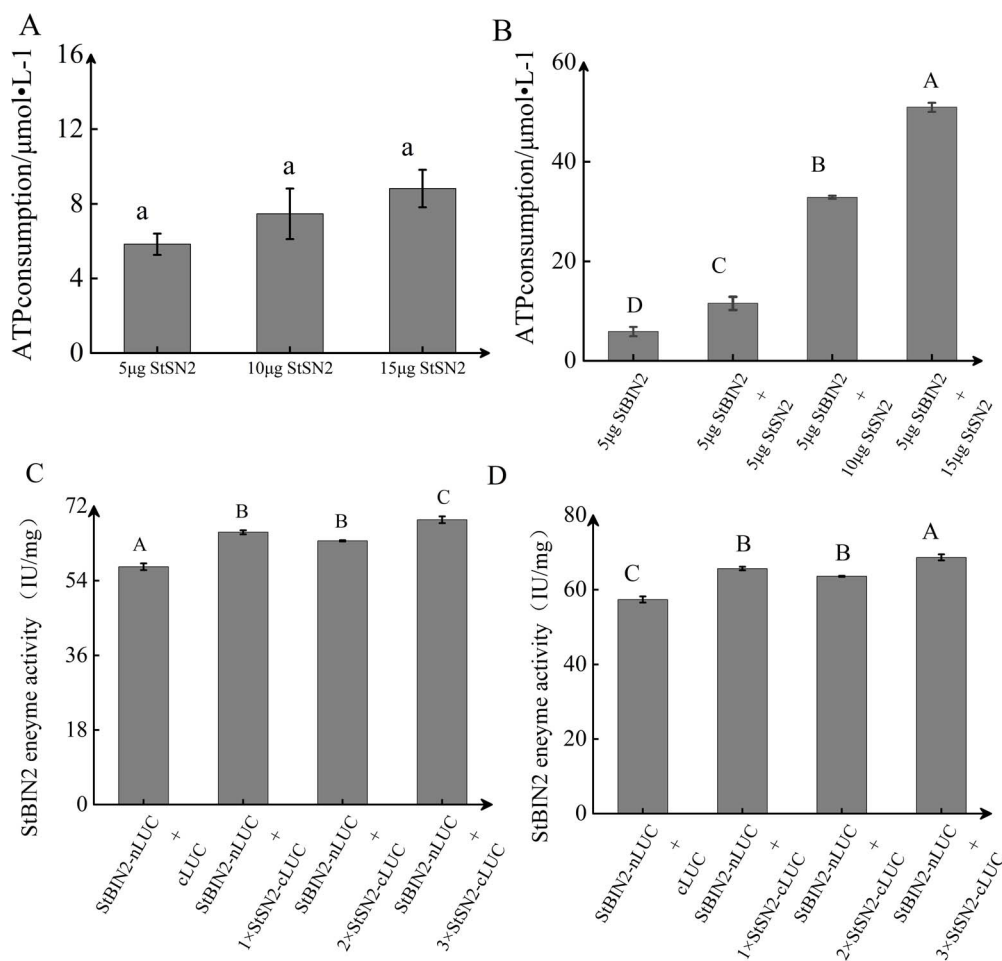 A
ATPconsumption/μmol•L-1
16
12
8
4
0
a
a
a
5μg StSN2
10μg StSN2
15μg StSN2
B
ATPconsumption/μmol•L-1
60
40
20
0
D
C
B
A
5μg StBIN2
5μg StBIN2
+
5μg StSN2
5μg StBIN2
+
10μg StSN2
5μg StBIN2
+
15μg StSN2
C
StBIN2 eneyme activity（IU/mg）
72
54
36
18
0
A
B
B
C
StBIN2-nLUC
+
cLUC
StBIN2-nLUC
+
1×StSN2-cLUC
StBIN2-nLUC
+
2×StSN2-cLUC
StBIN2-nLUC
+
3×StSN2-cLUC
D
StBIN2 enzyme activity（IU/mg）
80
60
40
20
0
C
B
B
A
StBIN2-nLUC
+
cLUC
StBIN2-nLUC
+
1×StSN2-cLUC
StBIN2-nLUC
+
2×StSN2-cLUC
StBIN2-nLUC
+
3×StSN2-cLUC